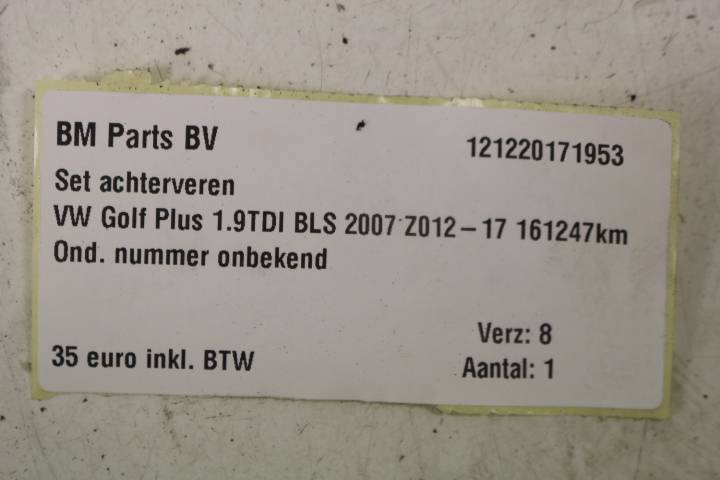 BM Parts BV 121220171953
Set achterveren
VW Golf Plus 1.9TDI BLS 2007 Z012-17 161247km
Ond. nummer onbekend
Verz: 8
35 euro inkl. BTW Aantal: 1